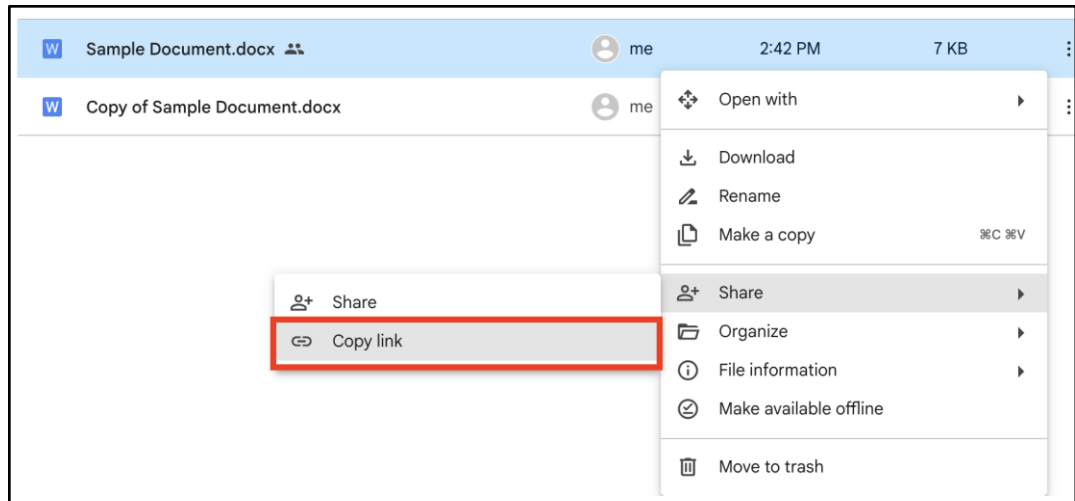 W Sample Document.docx me 2:42 PM 7 KB
W Copy of Sample Document.docx me
Open with
Download
Rename
Make a copy ⌘C ⌘V
Share
Share
Copy link
Organize
File information
Make available offline
Move to trash